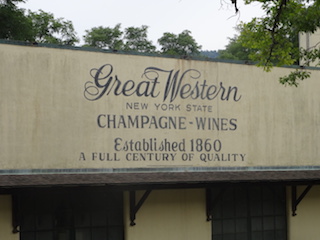 Great Western
NEW YORK STATE
CHAMPAGNE - WINES
Established 1860
A FULL CENTURY OF QUALITY